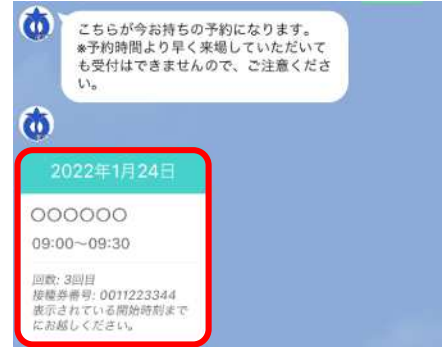 こちらが今お持ちの予約になります。
※予約時間より早く来場していただいて
も受付はできませんので、ご注意くださ
い。
2022年1月24日
〇〇〇〇〇〇
09:00～09:30
回数: 3回目
接種券番号: 0011223344
表示されている開始時刻まで
にお越しください。